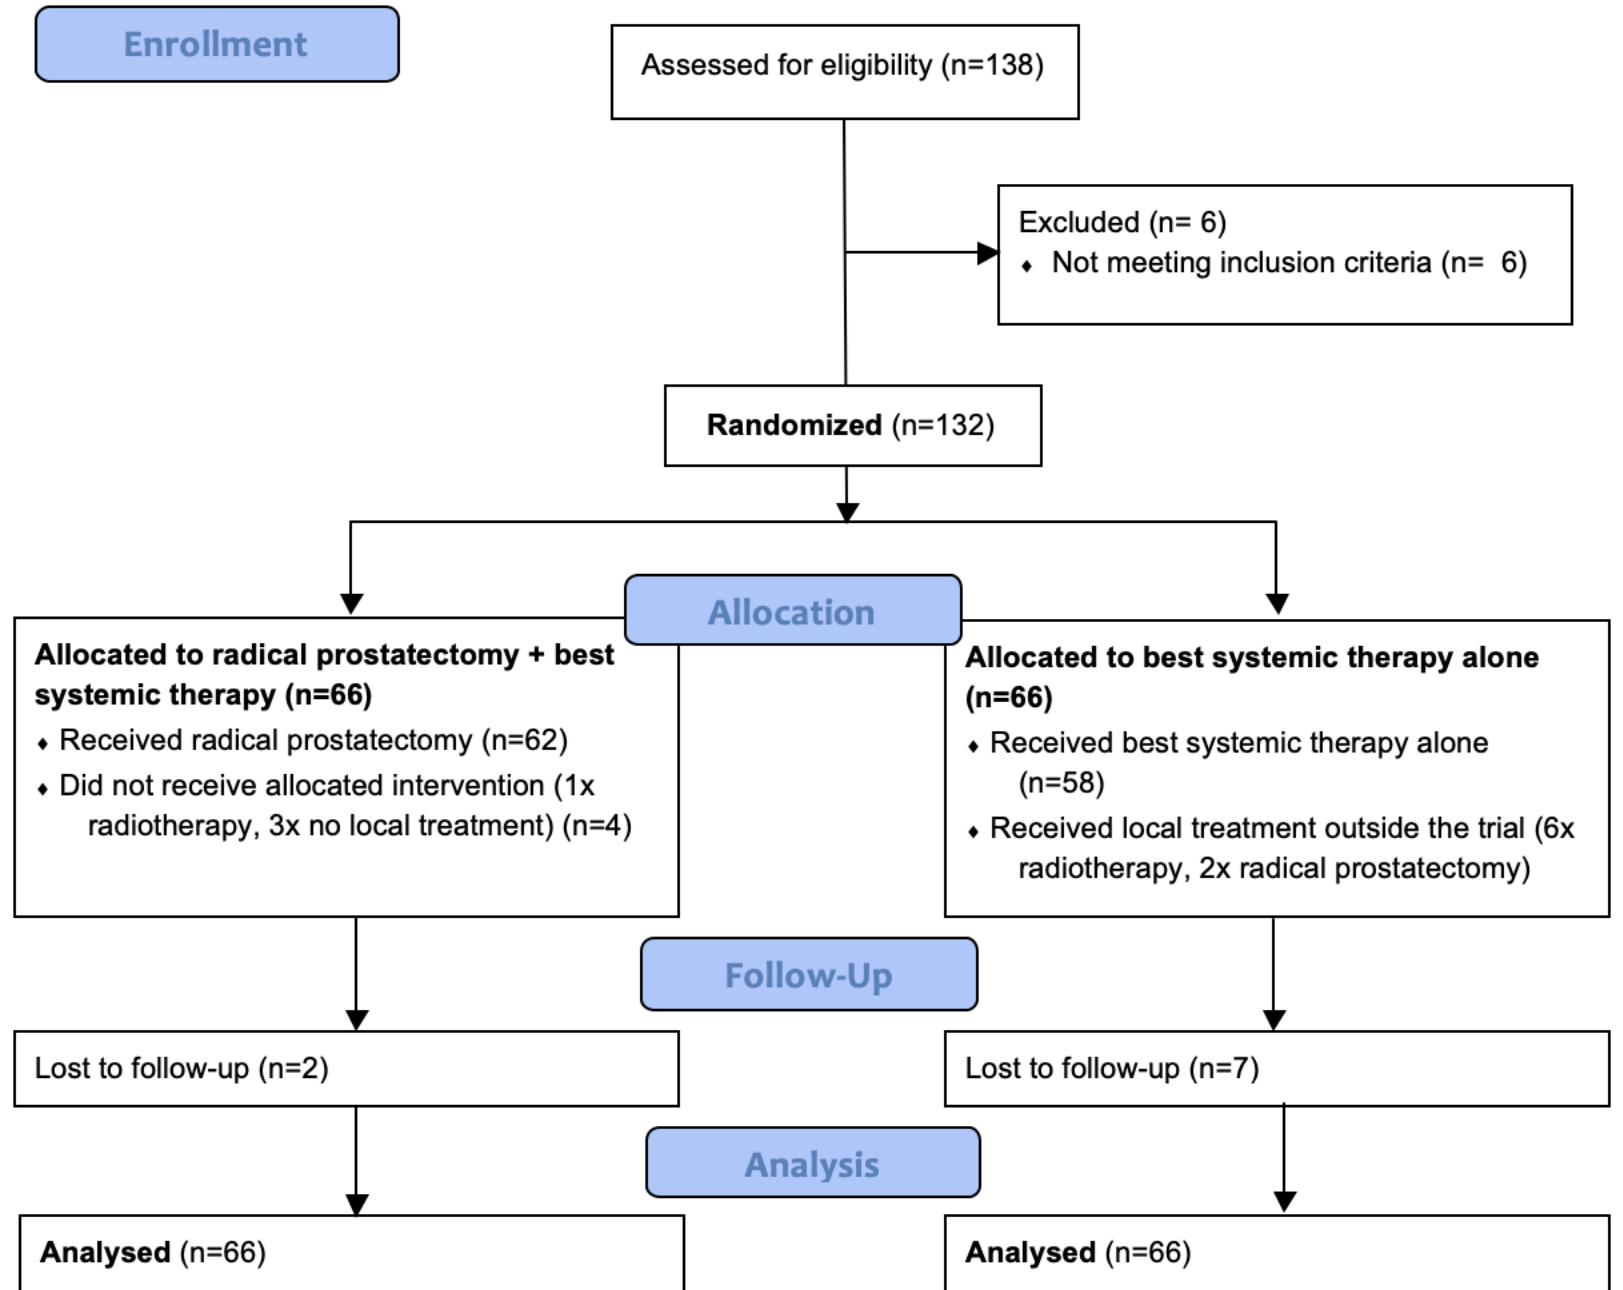 Enrollment
Assessed for eligibility (n=138)
Excluded (n= 6)
⬧ Not meeting inclusion criteria (n=  6)
Randomized (n=132)
Allocation
Allocated to radical prostatectomy + best
systemic therapy (n=66)
⬧ Received radical prostatectomy (n=62)
⬧ Did not receive allocated intervention (1x
radiotherapy, 3x no local treatment) (n=4)
Allocated to best systemic therapy alone
(n=66)
⬧ Received best systemic therapy alone
(n=58)
⬧ Received local treatment outside the trial (6x
radiotherapy, 2x radical prostatectomy)
Follow-Up
Lost to follow-up (n=2)
Lost to follow-up (n=7)
Analysis
Analysed (n=66)
Analysed (n=66)